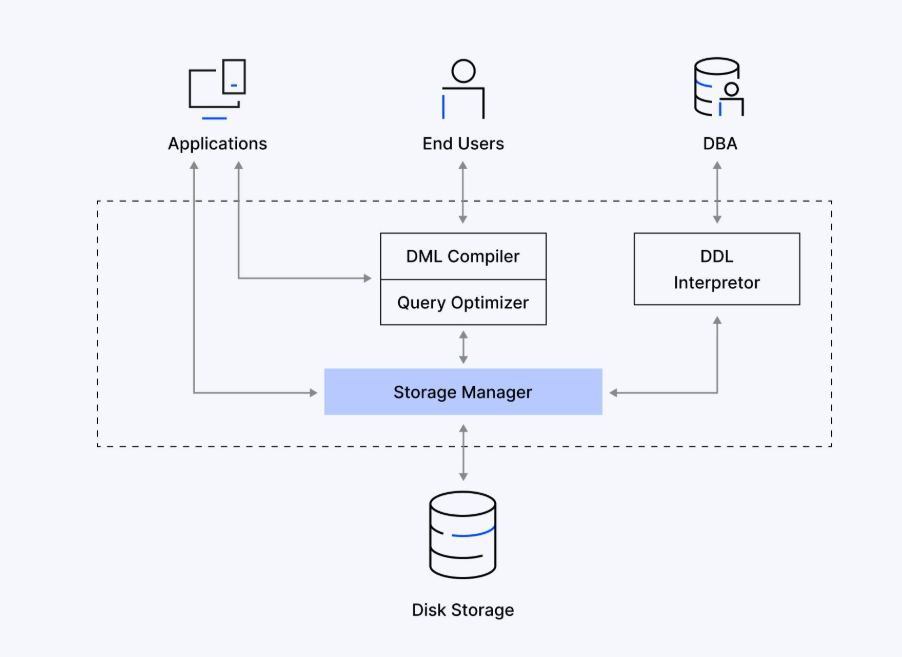 Applications
End Users
DBA
DML Compiler
Query Optimizer
DDL
Interpretor
Storage Manager
Disk Storage